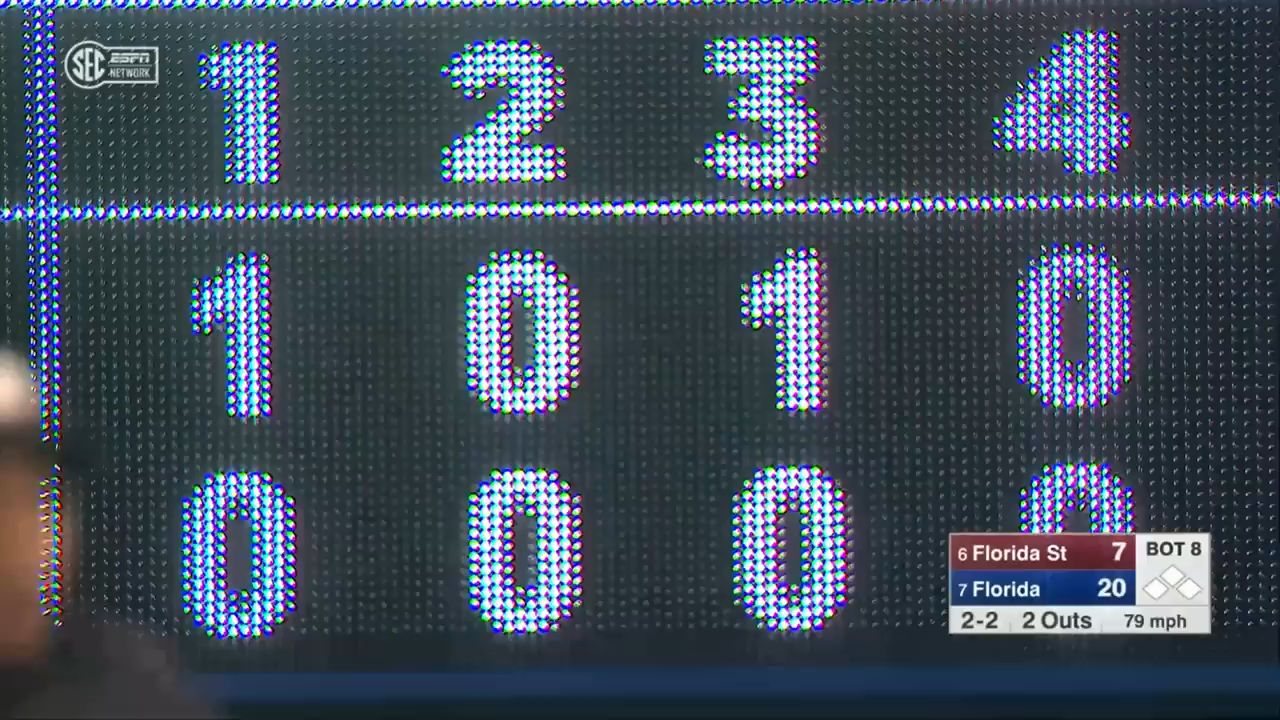 SEC ESPN NETWORK
1 2 3 4
1 0 1 0
0 0 0 0
6 Florida St 7 BOT 8
7 Florida 20
2-2 2 Outs 79 mph